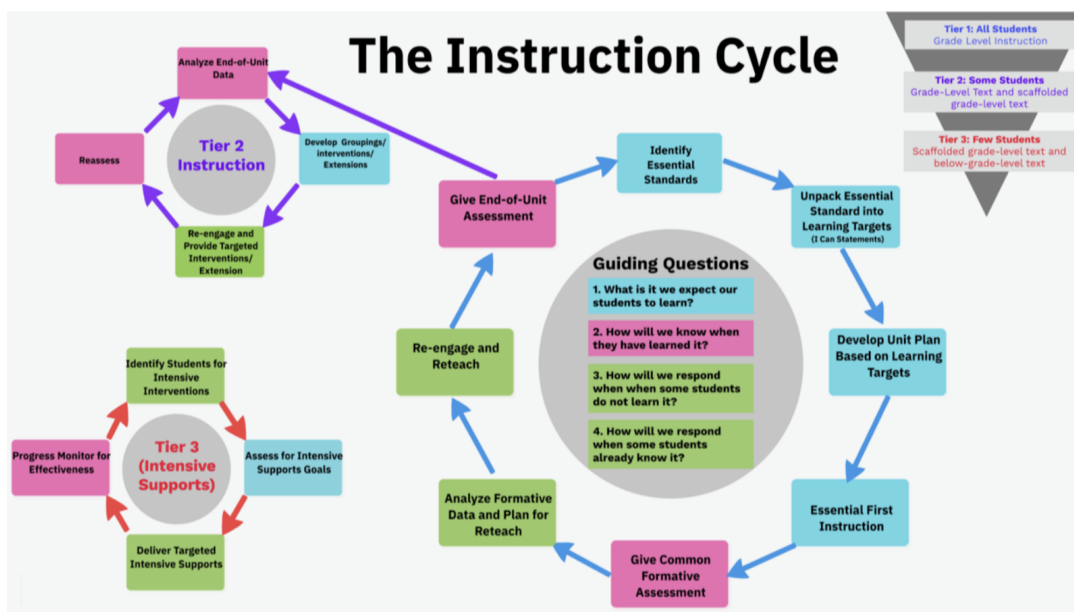 The Instruction Cycle
Tier 1: All Students
Grade Level Instruction
Tier 2: Some Students
Grade-Level Text and scaffolded
grade-level text
Tier 3: Few Students
Scaffolded grade-level text and
below-grade-level text
Analyze End-of-Unit
Data
Develop Groupings/
interventions/
Extensions
Re-engage and
Provide Targeted
Interventions/
Extension
Reassess
Tier 2
Instruction
Identify Students for
Intensive
Interventions
Assess for Intensive
Supports Goals
Deliver Targeted
Intensive Supports
Progress Monitor for
Effectiveness
Tier 3
(Intensive
Supports)
Identify
Essential
Standards
Unpack Essential
Standard into
Learning Targets
(I Can Statements)
Develop Unit Plan
Based on Learning
Targets
Essential First
Instruction
Give Common
Formative
Assessment
Analyze Formative
Data and Plan for
Reteach
Re-engage and
Reteach
Give End-of-Unit
Assessment
Guiding Questions
1. What is it we expect our
students to learn?
2. How will we know when
they have learned it?
3. How will we respond
when when some students
do not learn it?
4. How will we respond
when some students
already know it?